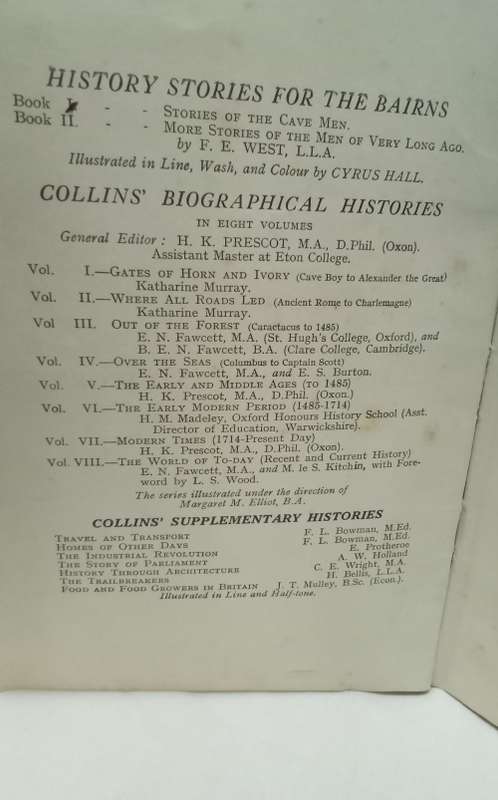 HISTORY STORIES FOR THE BAIRNS
Book I. - - STORIES OF THE CAVE MEN.
Book II. - - MORE STORIES OF THE MEN OF VERY LONG AGO.
by F. E. WEST, L.L.A.
Illustrated in Line, Wash, and Colour by CYRUS HALL.
COLLINS' BIOGRAPHICAL HISTORIES
IN EIGHT VOLUMES
General Editor: H. K. PRESCOT, M.A., D.Phil. (Oxon).
Assistant Master at Eton College.
Vol. I.—GATES OF HORN AND IVORY (Cave Boy to Alexander the Great)
Katharine Murray.
Vol. II.—WHERE ALL ROADS LED (Ancient Rome to Charlemagne)
Katharine Murray.
Vol III. OUT OF THE FOREST (Caractacus to 1485)
E. N. Fawcett, M.A. (St. Hugh's College, Oxford), and
B. E. N. Fawcett, B.A. (Clare College, Cambridge).
Vol. IV.—OVER THE SEAS (Columbus to Captain Scott)
E. N. Fawcett, M.A., and E. S. Burton.
Vol. V.—THE EARLY AND MIDDLE AGES (TO 1485)
H. K. Prescot, M.A., D.Phil. (Oxon.)
Vol. VI.—THE EARLY MODERN PERIOD (1485-1714)
H. M. Madeley, Oxford Honours History School (Asst.
Director of Education, Warwickshire).
Vol. VII.—MODERN TIMES (1714-Present Day)
H. K. Prescot, M.A., D.Phil. (Oxon).
Vol. VIII.—THE WORLD OF TO-DAY (Recent and Current History)
E. N. Fawcett, M.A., and M. le S. Kitchin, with Fore-
word by L. S. Wood.
The series illustrated under the direction of
Margaret M. Elliot, B.A.
COLLINS' SUPPLEMENTARY HISTORIES
TRAVEL AND TRANSPORT F. L. Bowman, M.Ed.
HOMES OF OTHER DAYS F. L. Bowman, M.Ed.
THE INDUSTRIAL REVOLUTION E. Protheroe
THE STORY OF PARLIAMENT A. W. Holland
HISTORY THROUGH ARCHITECTURE C. E. Wright, M.A.
THE TRAILBREAKERS H. Bellis, L.L.A.
FOOD AND FOOD GROWERS IN BRITAIN J. T. Mulley, B.Sc. (Econ.).
Illustrated in Line and Half-tone.